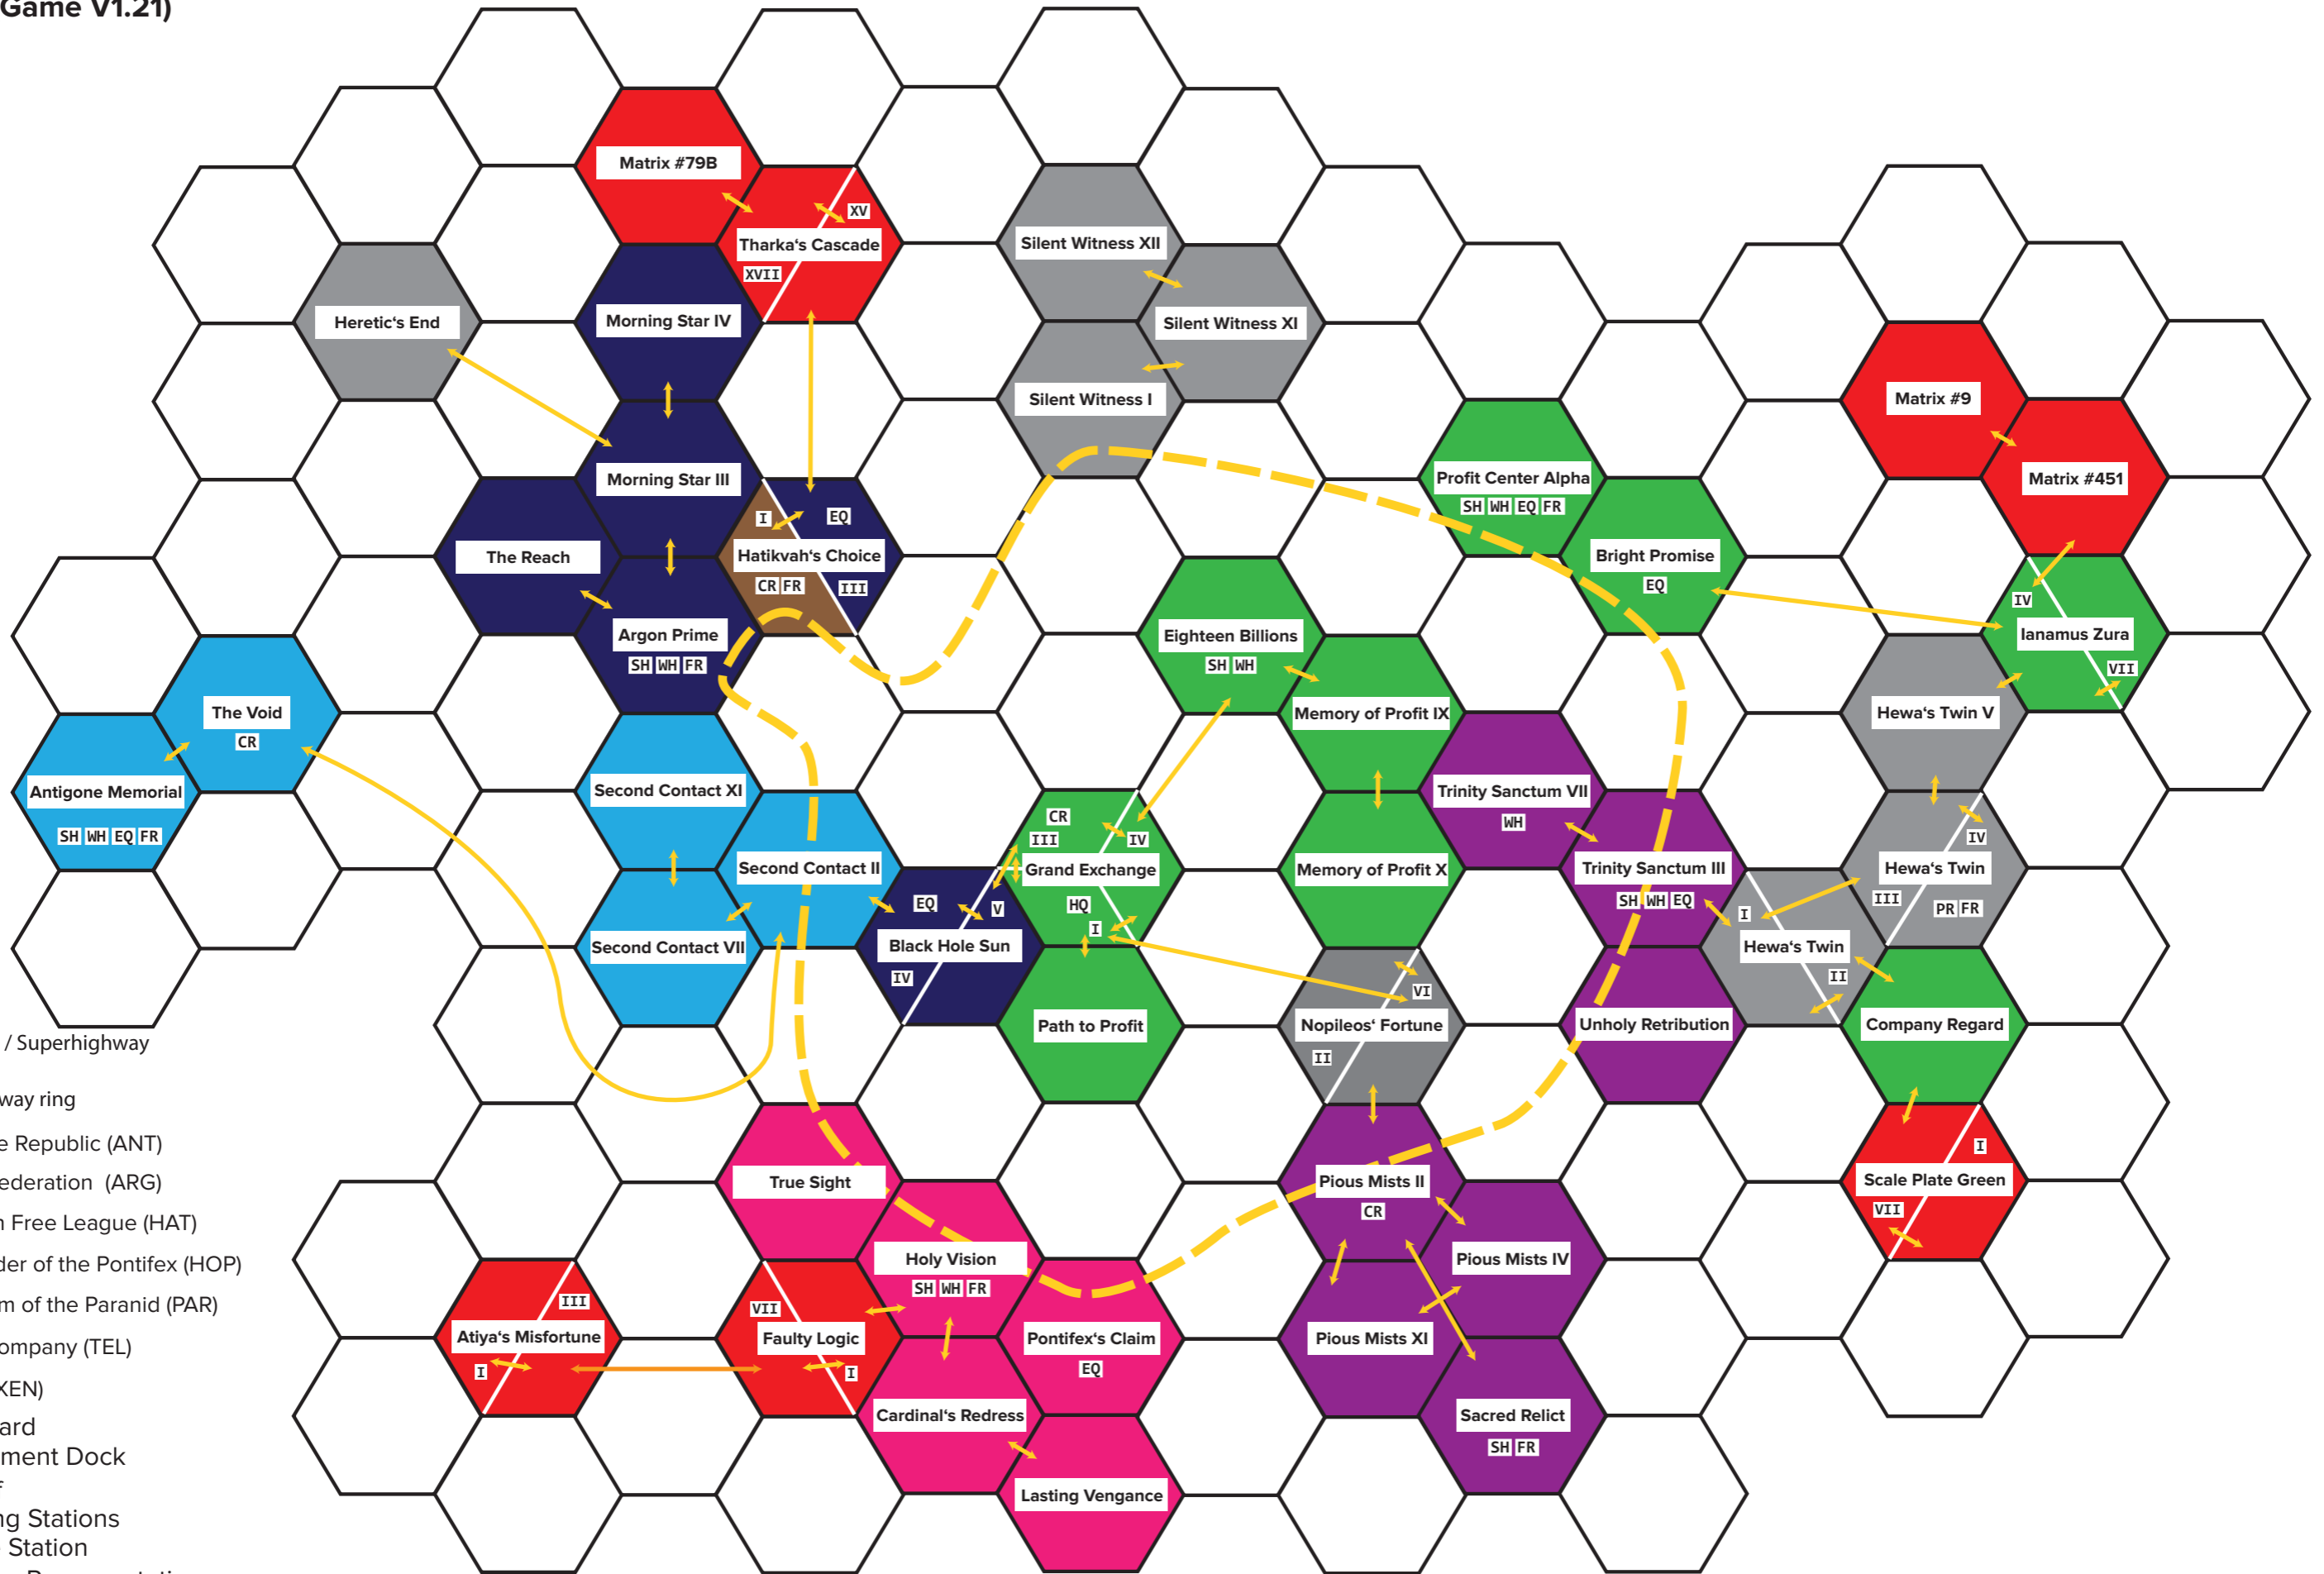 Game V1.21)
Matrix #79B
XV
Tharka's Cascade
XVII
Silent Witness XII
Heretic's End
Morning Star IV
Silent Witness XI
Silent Witness I
Matrix #9
Morning Star III
Profit Center Alpha
SH WH EQ FR
Matrix #451
I
EQ
The Reach
Hatikvah's Choice
CR FR
III
Bright Promise
EQ
IV
Argon Prime
SH WH FR
Eighteen Billions
SH WH
Ianamus Zura
VII
The Void
CR
Memory of Profit IX
Hewa's Twin V
Antigone Memorial
SH WH EQ FR
Second Contact XI
Trinity Sanctum VII
WH
CR
III
IV
IV
Second Contact II
Grand Exchange
Memory of Profit X
Trinity Sanctum III
SH WH EQ
Hewa's Twin
III
PR FR
EQ
V
HQ
I
I
Second Contact VII
Black Hole Sun
IV
Hewa's Twin
II
VI
Path to Profit
Nopileos' Fortune
II
Unholy Retribution
Company Regard
/ Superhighway
way ring
e Republic (ANT)
I
True Sight
Pious Mists II
CR
Scale Plate Green
VII
ederation (ARG)
n Free League (HAT)
der of the Pontifex (HOP)
Holy Vision
SH WH FR
Pious Mists IV
m of the Paranid (PAR)
III
VII
Atiya's Misfortune
I
Faulty Logic
I
Pontifex's Claim
EQ
Pious Mists XI
ompany (TEL)
XEN)
Cardinal's Redress
Sacred Relict
SH FR
ard
ment Dock
Lasting Vengance
ng Stations
Station